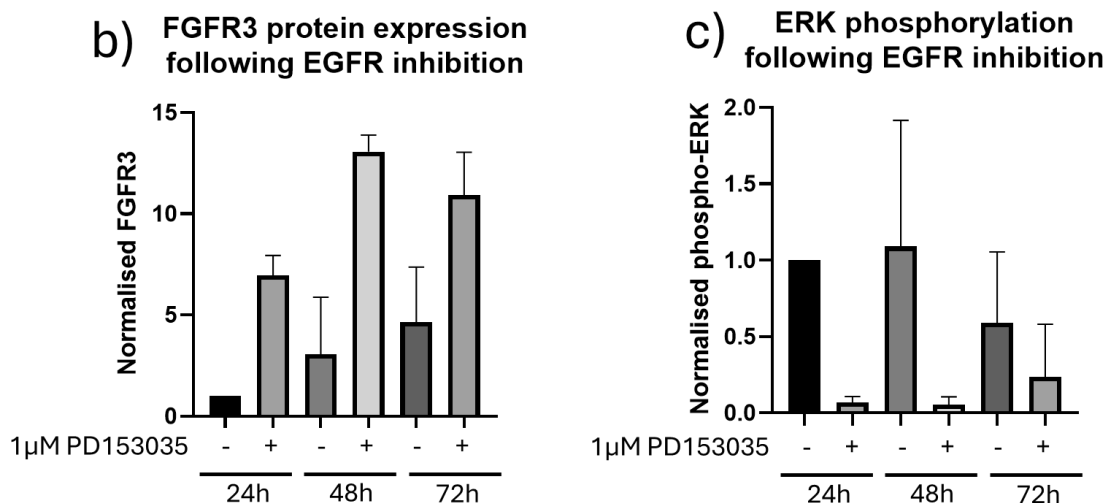 b) FGFR3 protein expression
following EGFR inhibition
Normalised FGFR3
15
10
5
0
1µM PD153035 - + - + - +
24h 48h 72h
c) ERK phosphorylation
following EGFR inhibition
Normalised phospho-ERK
2.0
1.5
1.0
0.5
0.0
1µM PD153035 - + - + - +
24h 48h 72h